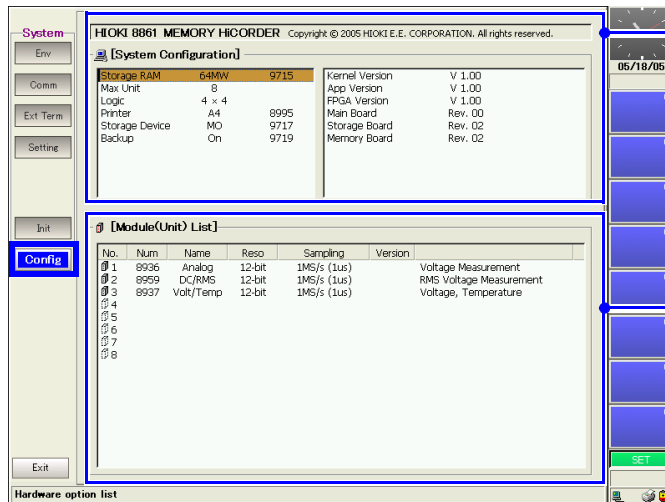 System
Env
Comm
Ext Term
Setting
Init
Config
Exit
HIOKI 8861 MEMORY HiCORDER Copyright © 2005 HIOKI E.E. CORPORATION. All rights reserved.
[System Configuration]
Storage RAM 64MW 9715
Max Unit 8
Logic 4 × 4
Printer A4 8995
Storage Device MO 9717
Backup On 9719
Kernel Version V 1.00
App Version V 1.00
FPGA Version V 1.00
Main Board Rev. 00
Storage Board Rev. 02
Memory Board Rev. 02
[Module(Unit) List]
No. Num Name Reso Sampling Version
1 8936 Analog 12-bit 1MS/s (1us) Voltage Measurement
2 8959 DC/RMS 12-bit 1MS/s (1us) RMS Voltage Measurement
3 8937 Volt/Temp 12-bit 1MS/s (1us) Voltage, Temperature
4
5
6
7
8
05/18/05
SET
Hardware option list